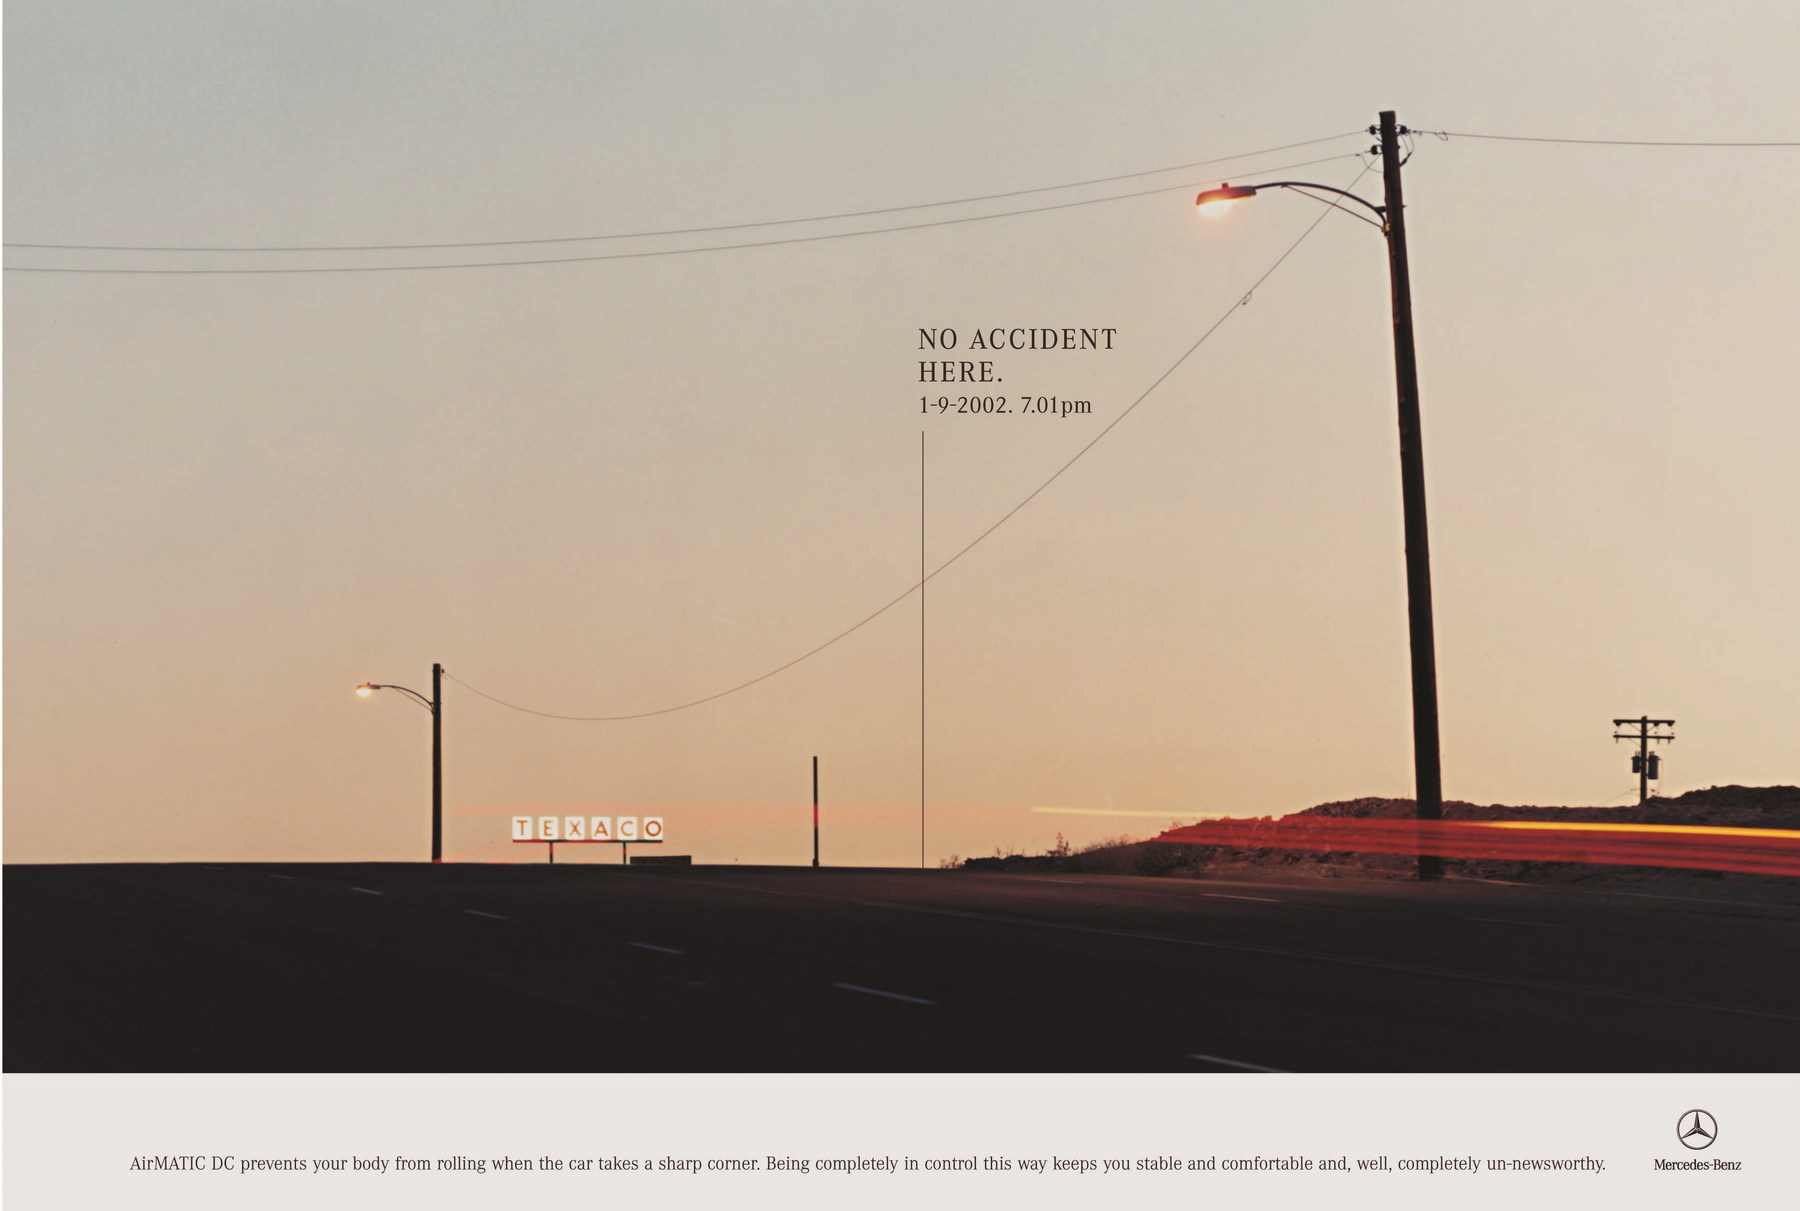 NO ACCIDENT
HERE.
1-9-2002. 7.01pm
TEXACO
AirMATIC DC prevents your body from rolling when the car takes a sharp corner. Being completely in control this way keeps you stable and comfortable and, well, completely un-newsworthy.
Mercedes-Benz